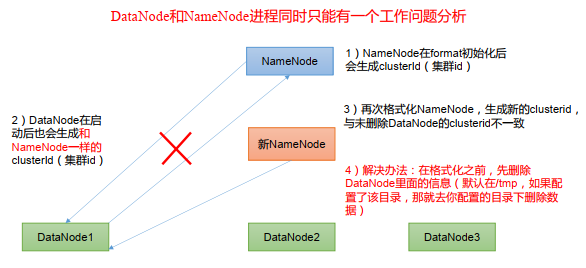 DataNode和NameNode进程同时只能有一个工作问题分析
NameNode
1）NameNode在format初始化后
会生成clusterId（集群id）
2）DataNode在启
动后也会生成和
NameNode一样的
clusterId（集群id）
3）再次格式化NameNode，生成新的clusterid，
与未删除DataNode的clusterid不一致
新NameNode
4）解决办法：在格式化之前，先删除
DataNode里面的信息（默认在/tmp，如果配
置了该目录，那就去你配置的目录下删除数
据）
DataNode1
DataNode2
DataNode3